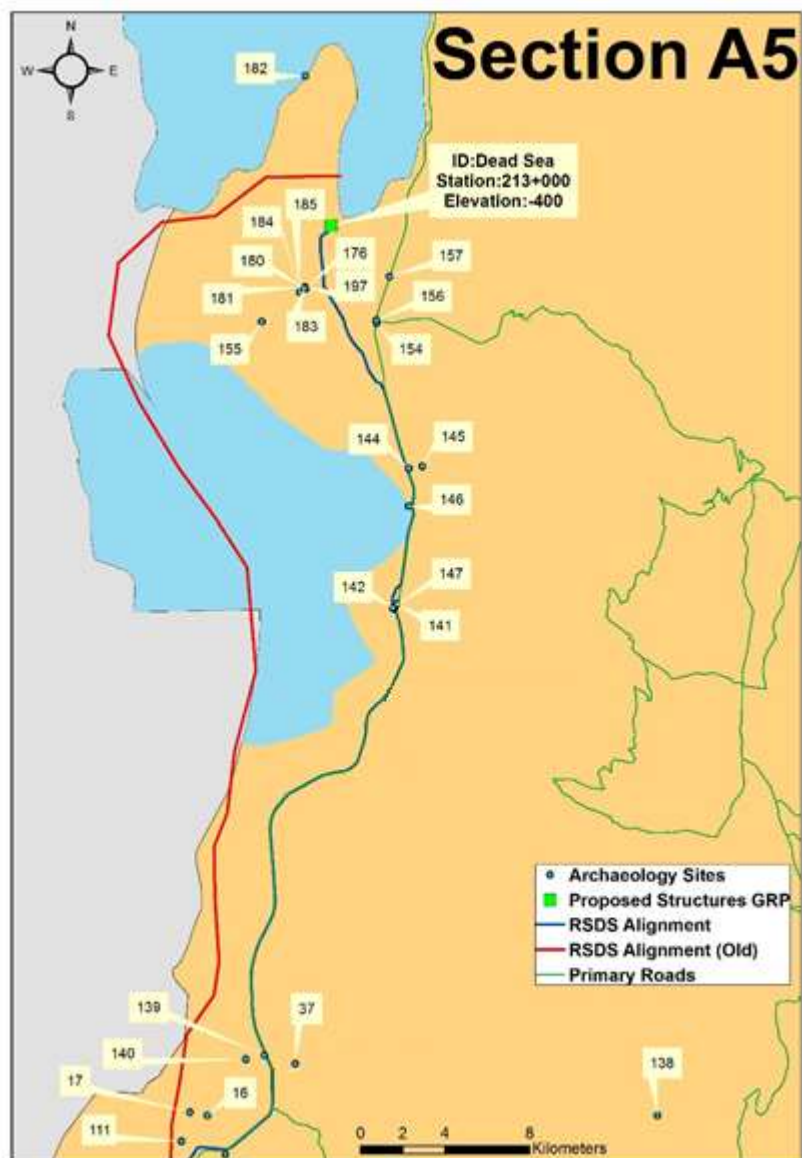 Section A5
N
W E
S
182
ID:Dead Sea
Station:213+000
Elevation:-400
185
184
180
176
157
181
197
156
183
155
154
144
145
146
142
147
141
Archaeology Sites
Proposed Structures GRP
RSDS Alignment
RSDS Alignment (Old)
Primary Roads
139
37
140
138
17
16
111
0 2 4 8
Kilometers